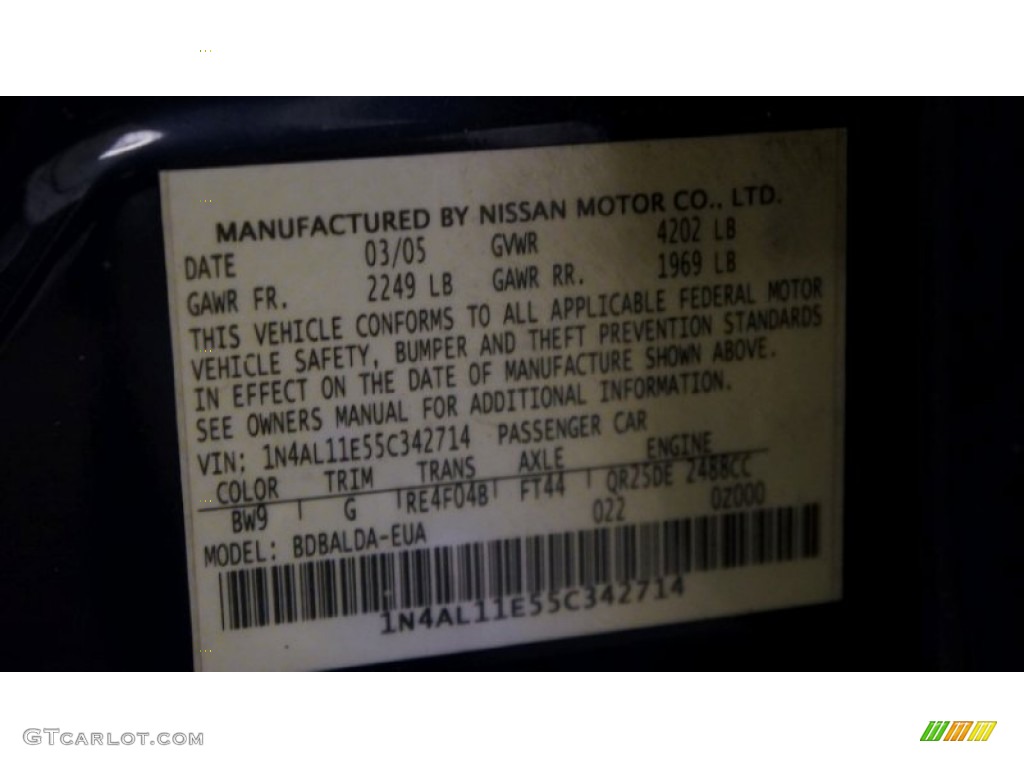 MANUFACTURED BY NISSAN MOTOR CO., LTD.
DATE 03/05 GVWR 4202 LB
GAWR FR. 2249 LB GAWR RR. 1969 LB
THIS VEHICLE CONFORMS TO ALL APPLICABLE FEDERAL MOTOR
VEHICLE SAFETY, BUMPER AND THEFT PREVENTION STANDARDS
IN EFFECT ON THE DATE OF MANUFACTURE SHOWN ABOVE.
SEE OWNERS MANUAL FOR ADDITIONAL INFORMATION.
VIN: 1N4AL11E55C342714 PASSENGER CAR
COLOR TRIM TRANS AXLE ENGINE
BW9 G RE4F04B FT44 QR25DE 2488CC
MODEL: BDBALDA-EUA 022 0Z000
1N4AL11E55C342714
GTCARLOT.COM